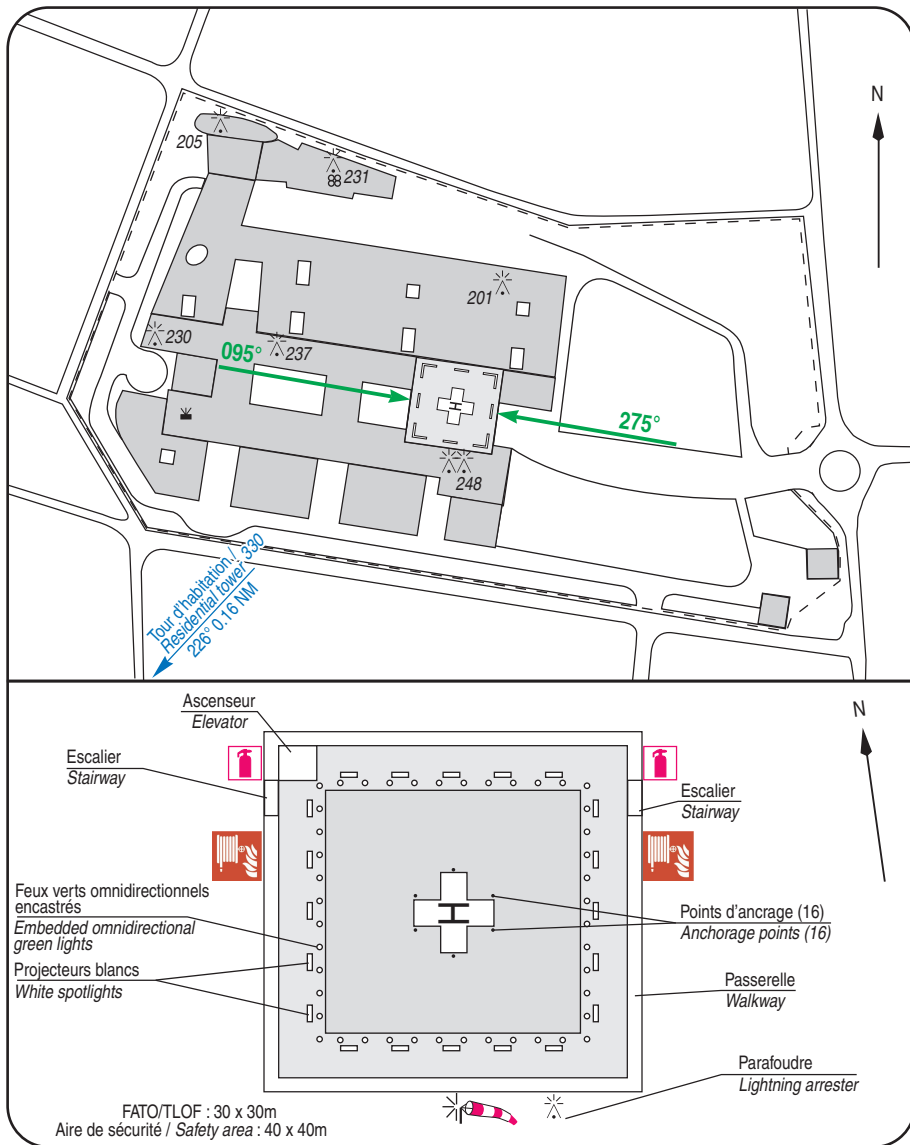 N
205
231
201
230
237
095°
275°
248
Tour d'habitation /
Residential tower 330
226° 0.16 NM
Ascenseur
Elevator
N
Escalier
Stairway
Escalier
Stairway
Feux verts omnidirectionnels
encastrés
Embedded omnidirectional
green lights
Points d'ancrage (16)
Anchorage points (16)
H
Projecteurs blancs
White spotlights
Passerelle
Walkway
Parafoudre
Lightning arrester
FATO/TLOF : 30 x 30m
Aire de sécurité / Safety area : 40 x 40m